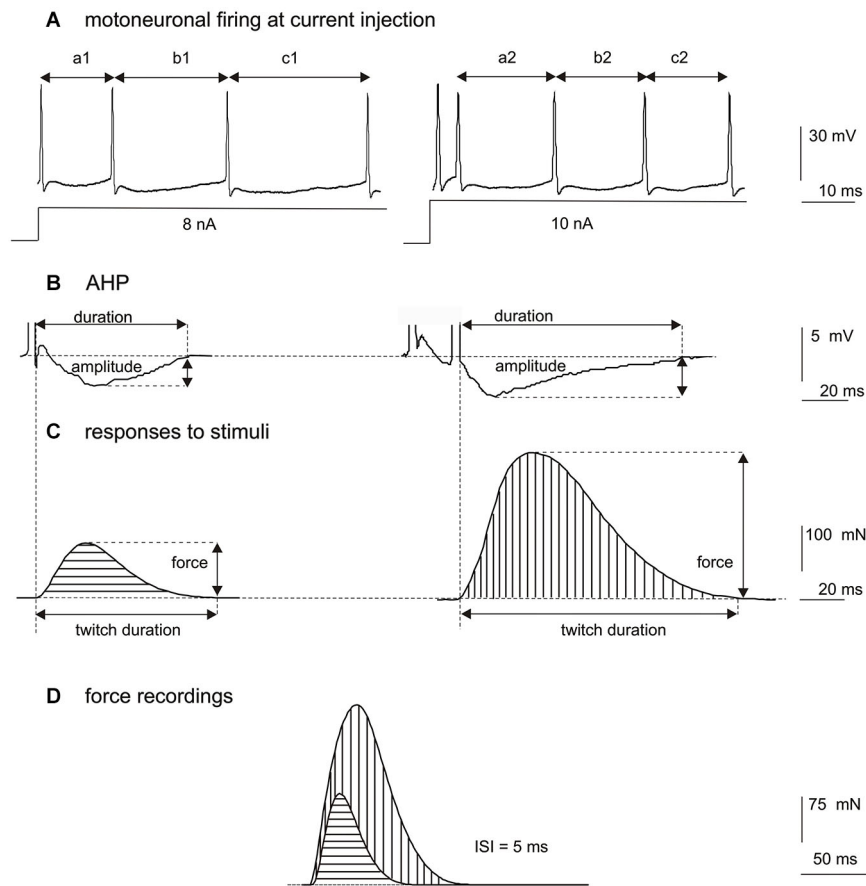 A motoneuronal firing at current injection
a1 b1 c1 a2 b2 c2
30 mV
10 ms
8 nA 10 nA
B AHP
duration duration
5 mV
amplitude amplitude
20 ms
C responses to stimuli
100 mN
force force
20 ms
twitch duration twitch duration
D force recordings
75 mN
ISI = 5 ms
50 ms